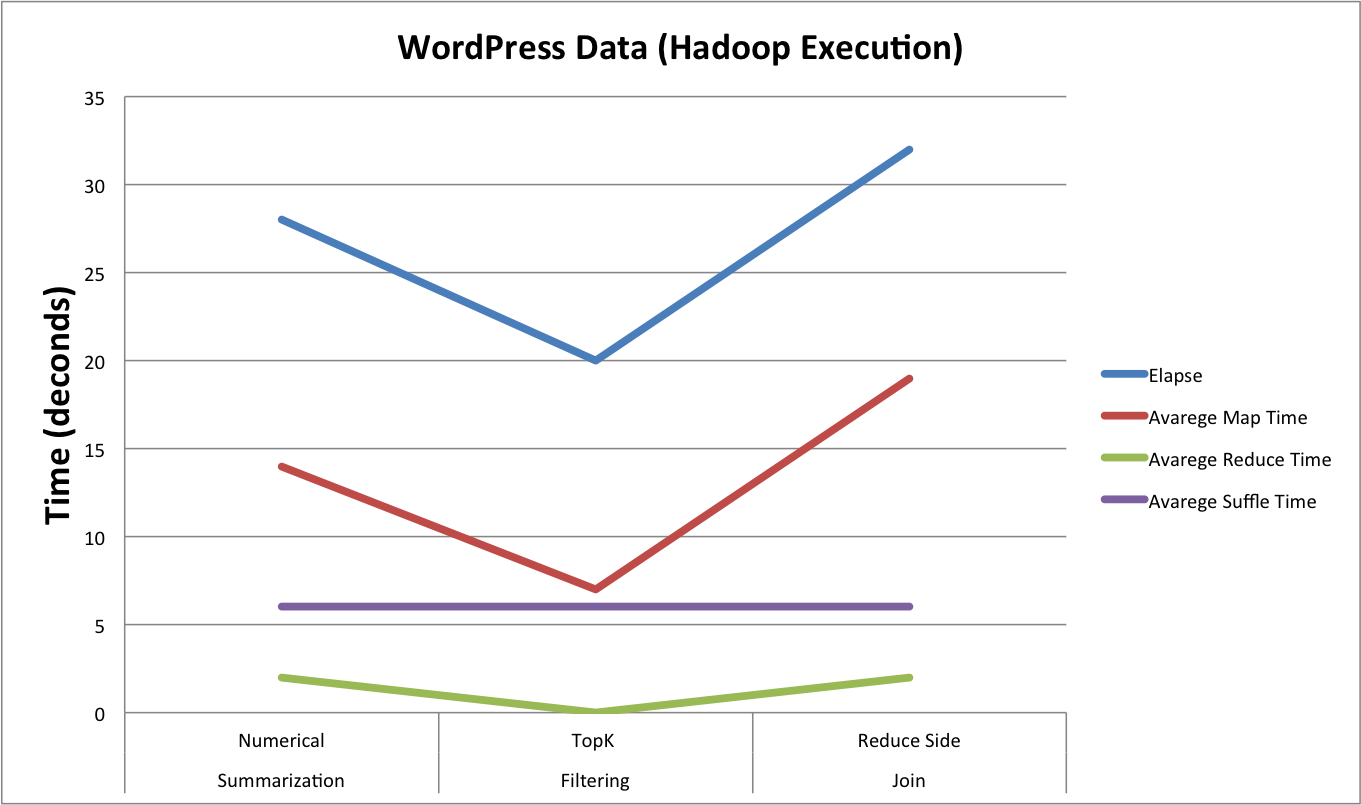 WordPress Data (Hadoop Execution)
35
30
25
20
15
10
5
0
Time (deconds)
Numerical TopK Reduce Side
Summarization Filtering Join
Elapse
Avarege Map Time
Avarege Reduce Time
Avarege Suffle Time